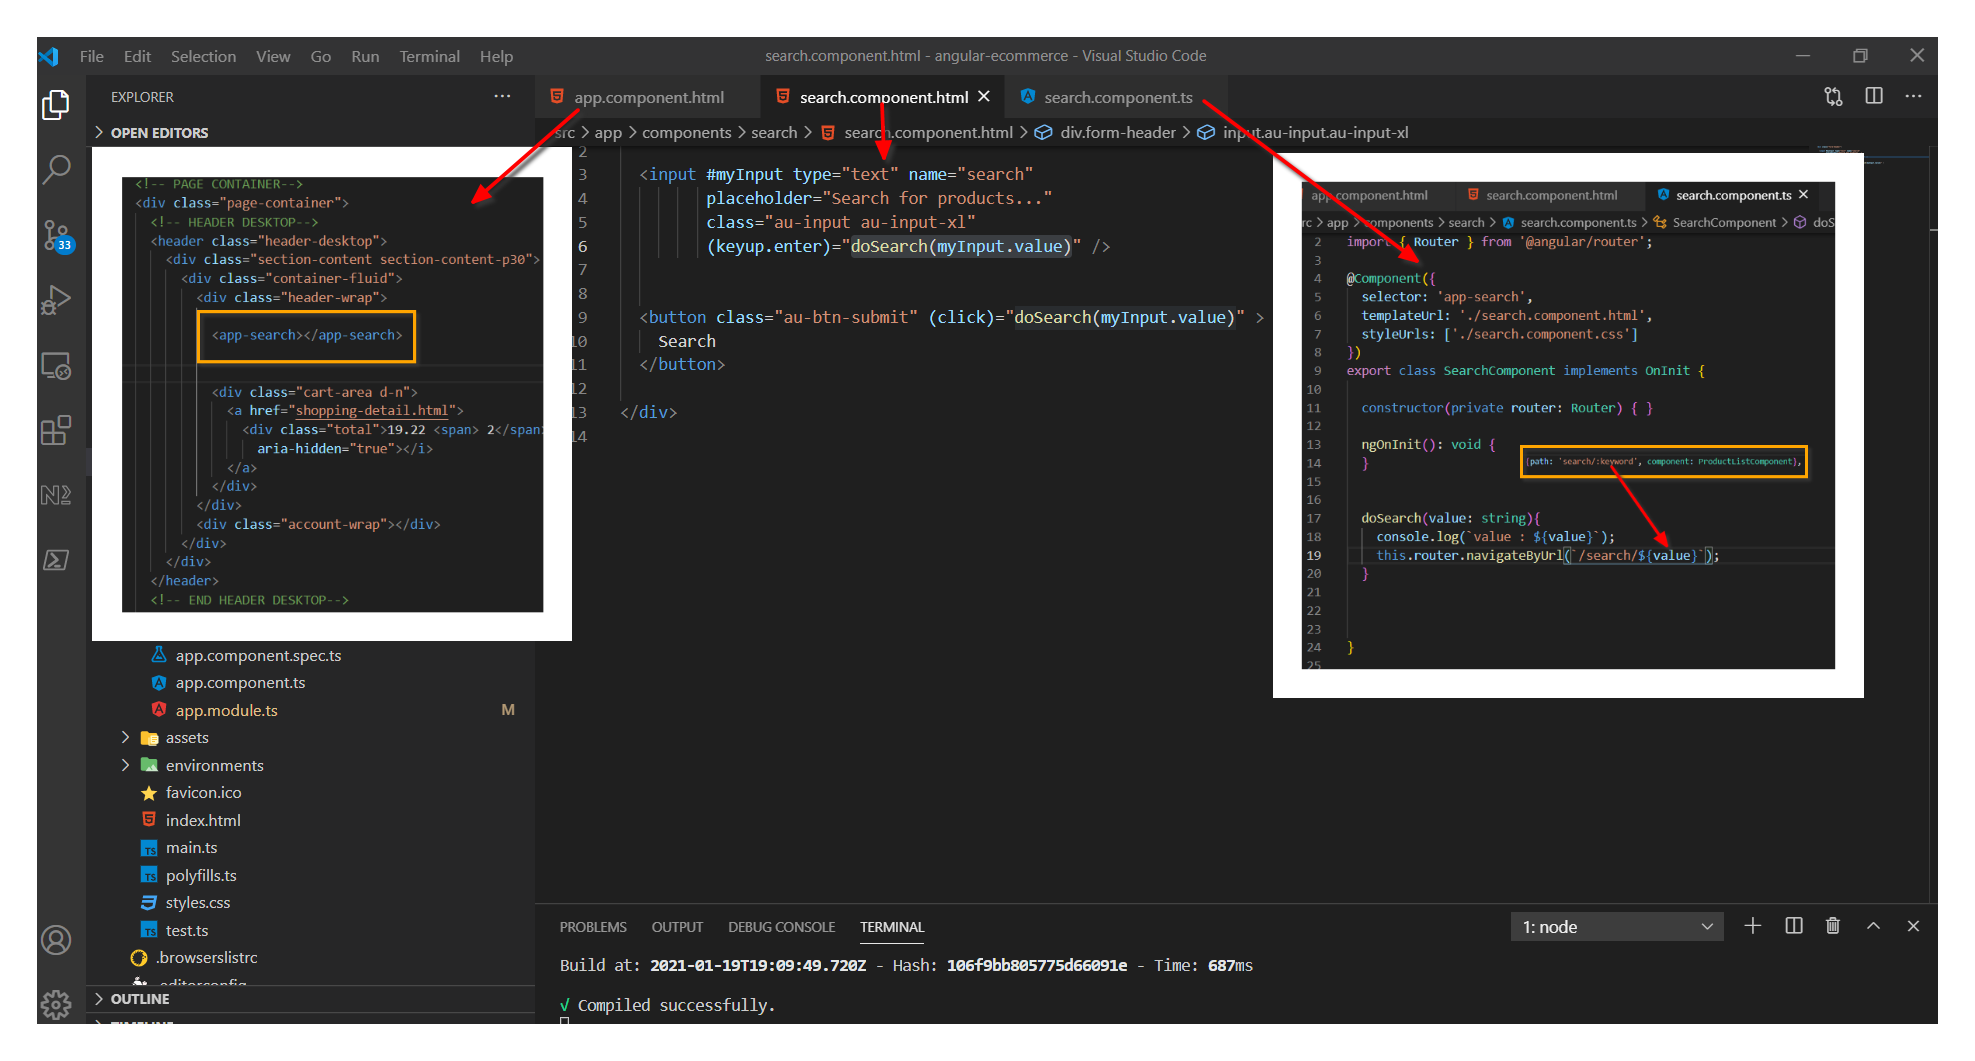 File Edit Selection View Go Run Terminal Help
search.component.html - angular-ecommerce - Visual Studio Code
EXPLORER
OPEN EDITORS
33
<!-- PAGE CONTAINER-->
<div class="page-container">
<!-- HEADER DESKTOP-->
<header class="header-desktop">
<div class="section-content section-content-p30">
<div class="container-fluid">
<div class="header-wrap">
<app-search></app-search>
<div class="cart-area d-n">
<a href="shopping-detail.html">
<div class="total">19.22 <span> 2</span>
aria-hidden="true"></i>
</a>
</div>
</div>
<div class="account-wrap"></div>
</div>
</div>
</header>
<!-- END HEADER DESKTOP-->
app.component.spec.ts
app.component.ts
app.module.ts M
assets
environments
favicon.ico
index.html
main.ts
polyfills.ts
styles.css
test.ts
.browserslistrc
.editorconfig
OUTLINE
TIMELINE
app.component.html search.component.html search.component.ts
src > app > components > search > search.component.html > div.form-header > input.au-input.au-input-xl
2
3 <input #myInput type="text" name="search"
4 placeholder="Search for products..."
5 class="au-input au-input-xl"
6 (keyup.enter)="doSearch(myInput.value)" />
7
8
9 <button class="au-btn-submit" (click)="doSearch(myInput.value)" >
10 Search
11 </button>
12
13 </div>
14
app.component.html search.component.html search.component.ts
rc > app > components > search > search.component.ts > SearchComponent > doS
2 import { Router } from '@angular/router';
3
4 @Component({
5 selector: 'app-search',
6 templateUrl: './search.component.html',
7 styleUrls: ['./search.component.css']
8 })
9 export class SearchComponent implements OnInit {
10
11 constructor(private router: Router) { }
12
13 ngOnInit(): void {
14 }
{path: 'search/:keyword', component: ProductListComponent},
15
16
17 doSearch(value: string){
18 console.log(`value : ${value}`);
19 this.router.navigateByUrl(`/search/${value}`);
20 }
21
22
23
24 }
25
PROBLEMS OUTPUT DEBUG CONSOLE TERMINAL
1: node
Build at: 2021-01-19T19:09:49.720Z - Hash: 106f9bb805775d66091e - Time: 687ms
√ Compiled successfully.